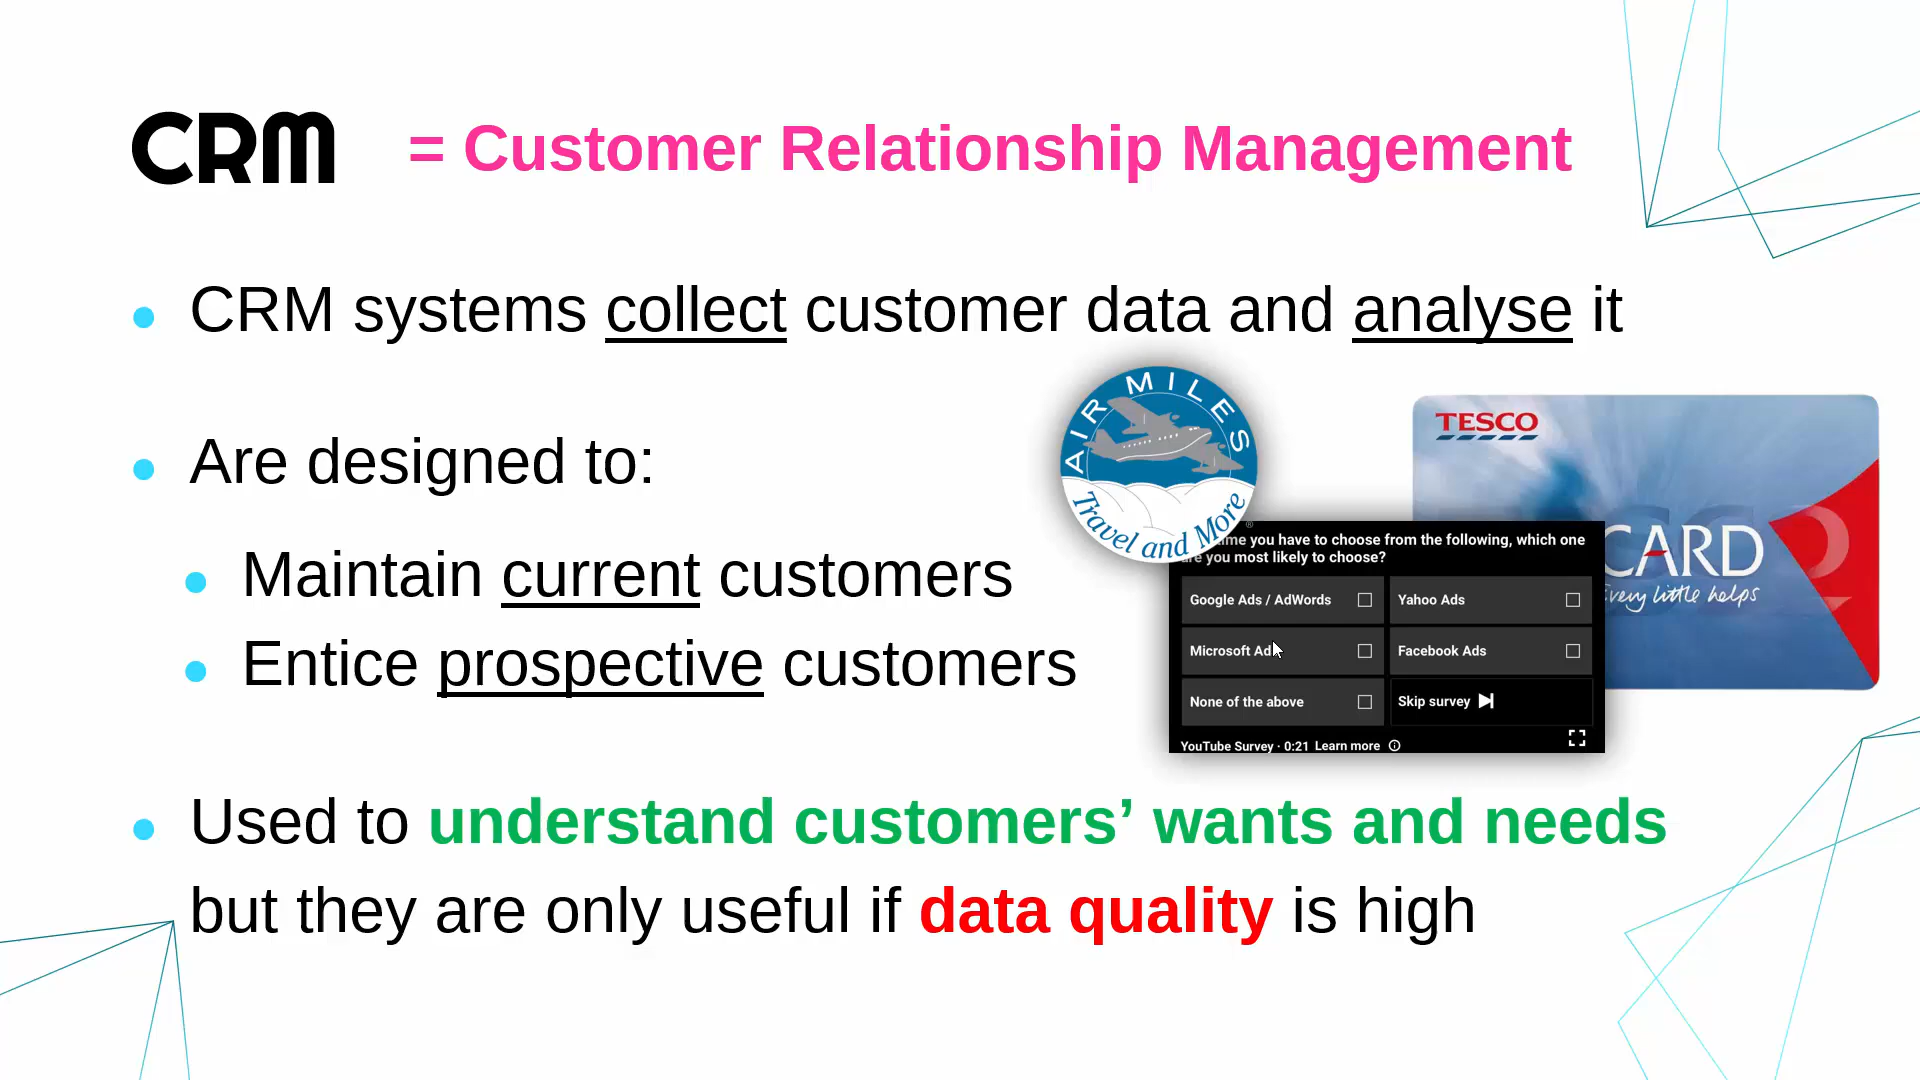 CRM = Customer Relationship Management
CRM systems collect customer data and analyse it
Are designed to:
Maintain current customers
Entice prospective customers
Used to understand customers’ wants and needs
but they are only useful if data quality is high
AIR MILES
Travel and More
®
TESCO
CARD
Every little helps
you have to choose from the following, which one
you most likely to choose?
Google Ads / AdWords
Yahoo Ads
Microsoft Ad
Facebook Ads
None of the above
Skip survey
YouTube Survey · 0:21 Learn more